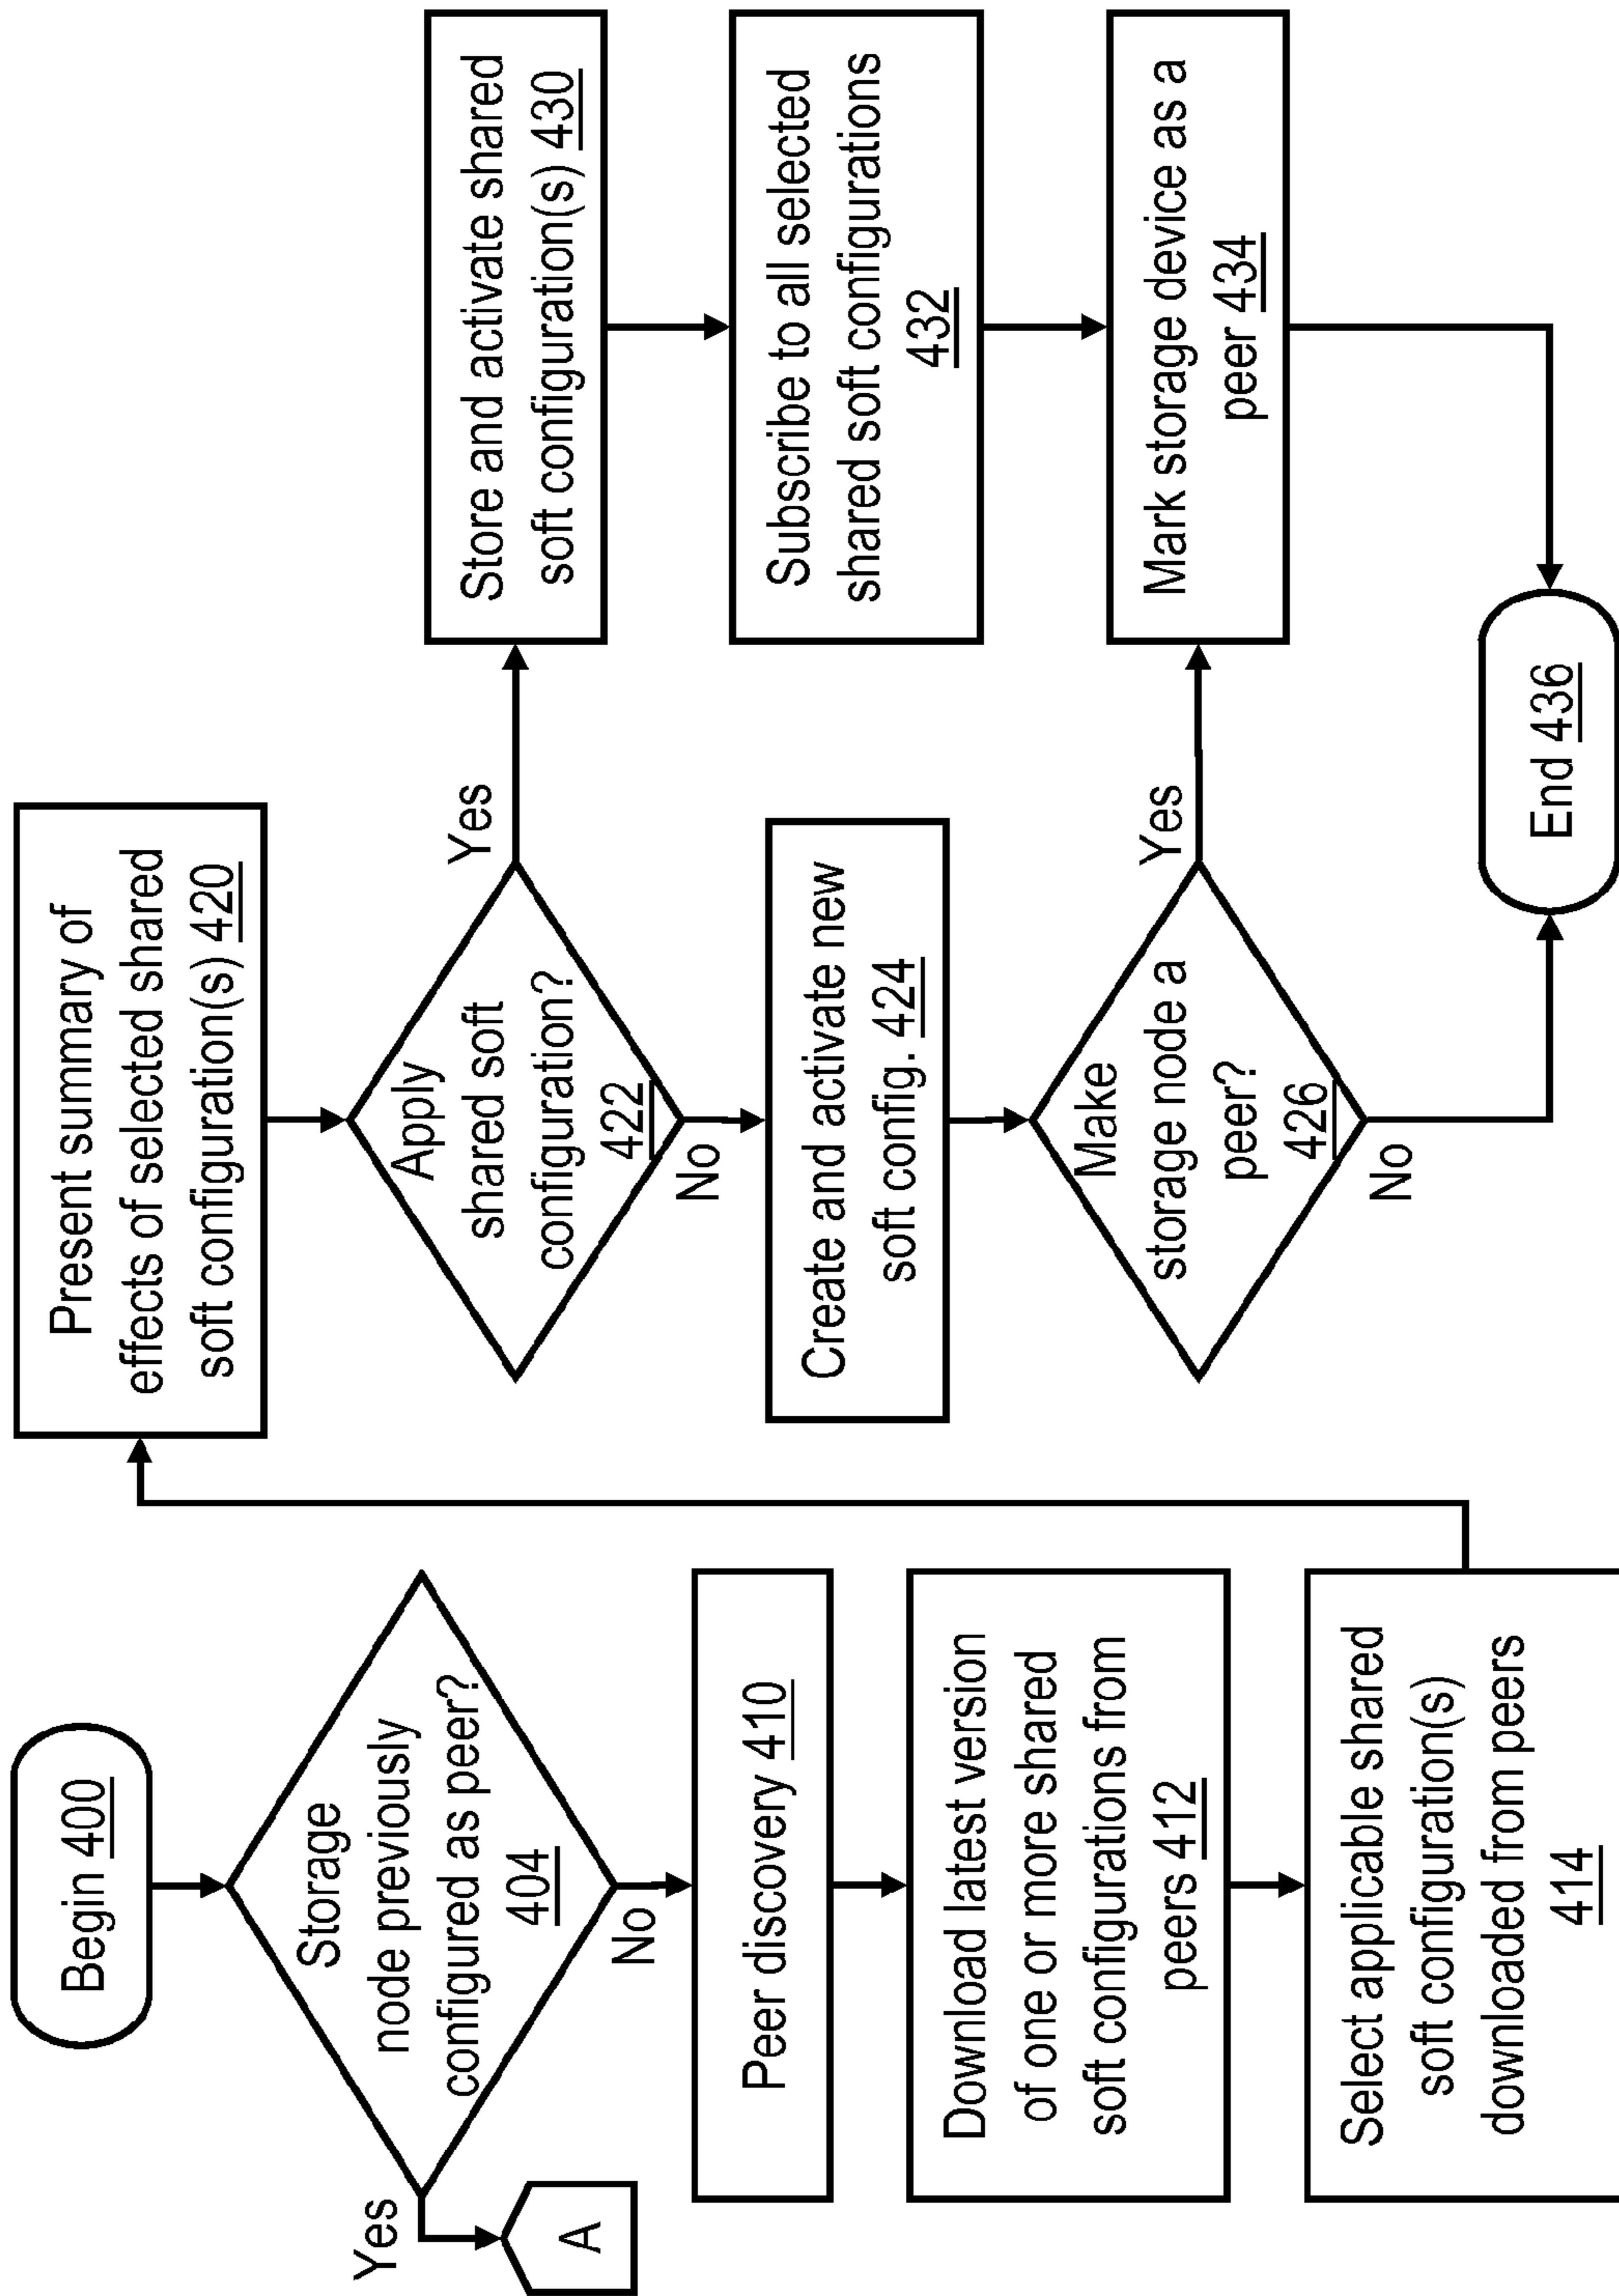 Begin 400
Storage
node previously
configured as peer?
404
Yes
A
No
Peer discovery 410
Download latest version
of one or more shared
soft configurations from
peers 412
Select applicable shared
soft configuration(s)
downloaded from peers
414
Present summary of
effects of selected shared
soft configuration(s) 420
Apply
shared soft
configuration?
422
Yes
No
Create and activate new
soft config. 424
Make
storage node a
peer?
426
Yes
No
Store and activate shared
soft configuration(s) 430
Subscribe to all selected
shared soft configurations
432
Mark storage device as a
peer 434
End 436